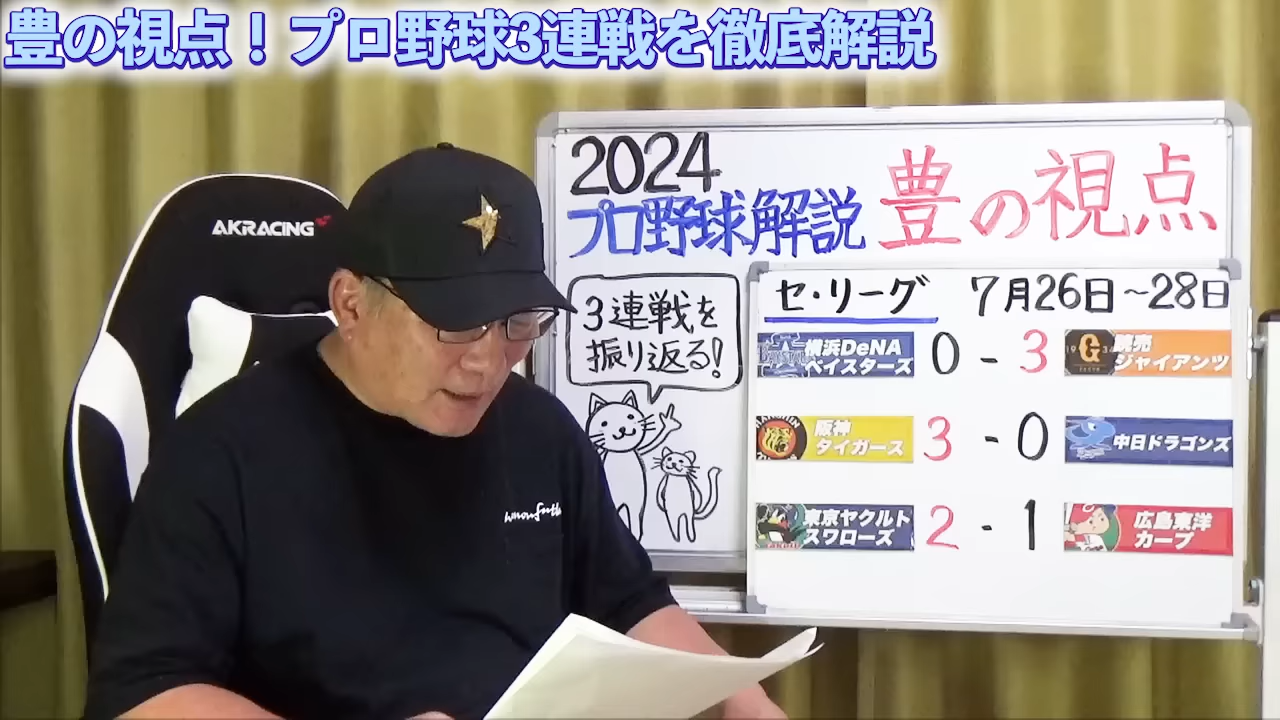 豊の視点！プロ野球3連戦を徹底解説
AKRACING
2024
プロ野球解説
豊の視点
3連戦を
振り返る！
セ・リーグ 7月26日～28日
横浜DeNA
ベイスターズ
0 - 3
読売
ジャイアンツ
阪神
タイガース
3 - 0
中日ドラゴンズ
東京ヤクルト
スワローズ
2 - 1
広島東洋
カープ